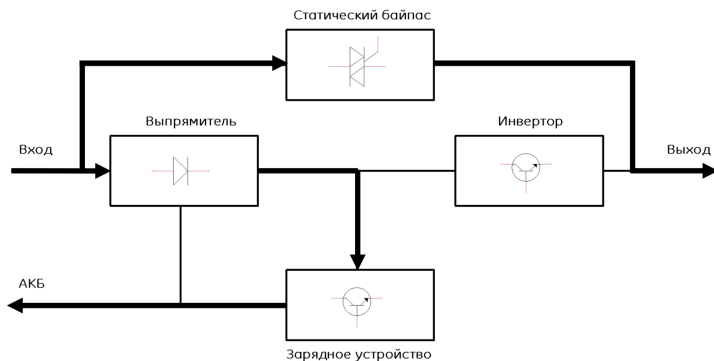 Статический байпас
Выпрямитель
Инвертор
Вход
Выход
АКБ
Зарядное устройство